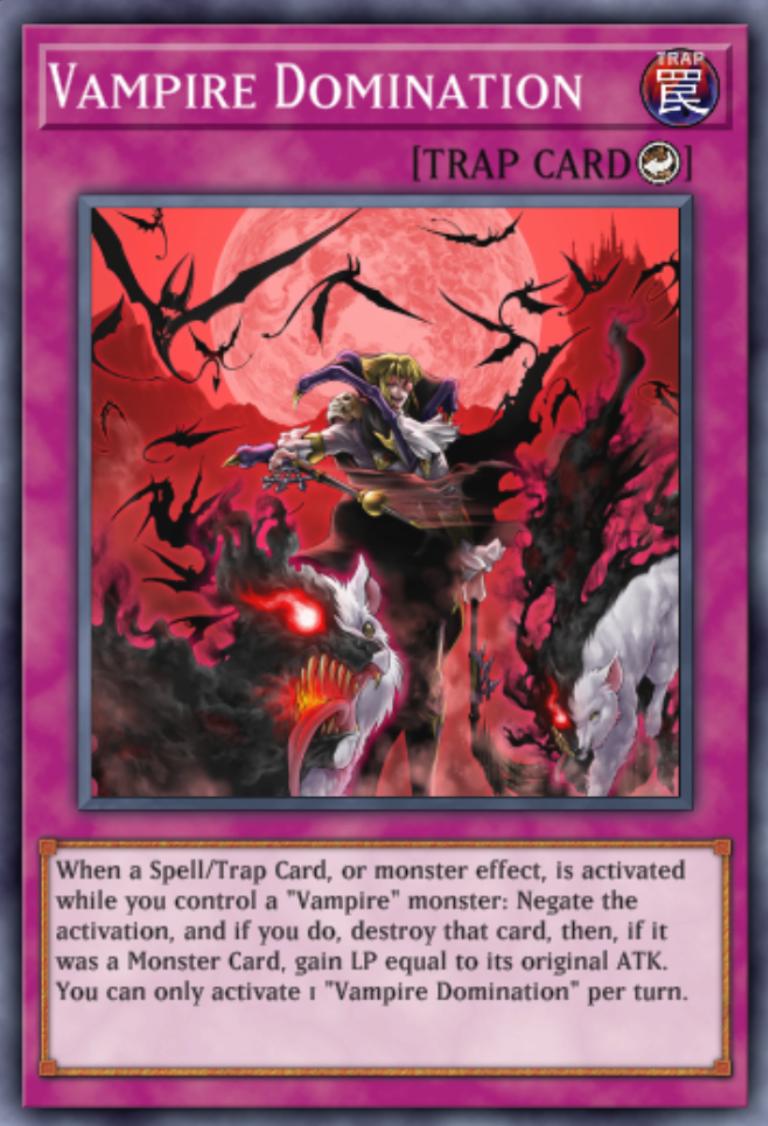 Vampire Domination
TRAP
罠
[TRAP CARD]
When a Spell/Trap Card, or monster effect, is activated
while you control a "Vampire" monster: Negate the
activation, and if you do, destroy that card, then, if it
was a Monster Card, gain LP equal to its original ATK.
You can only activate 1 "Vampire Domination" per turn.